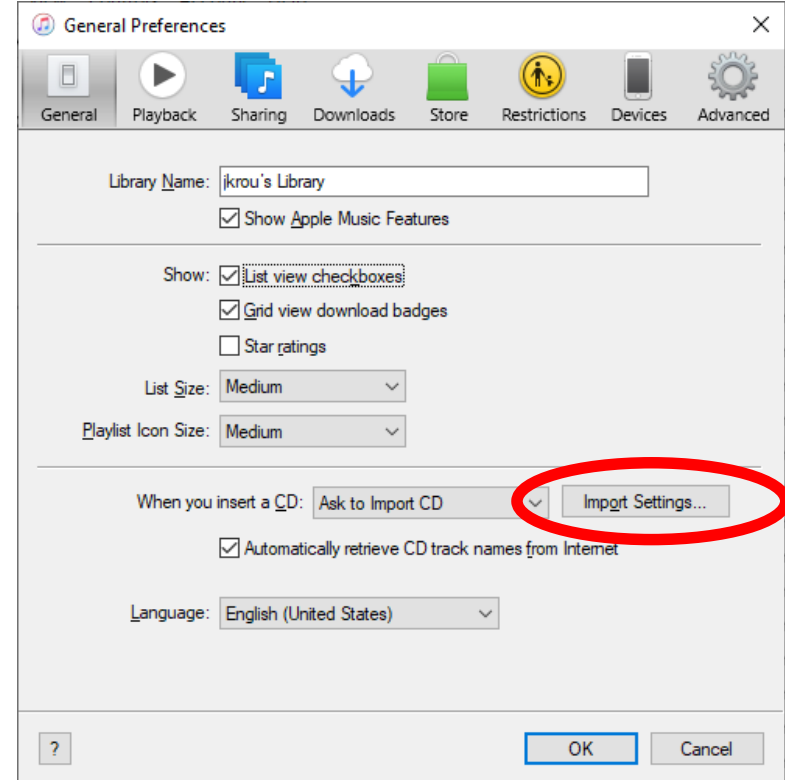 General Preferences
General Playback Sharing Downloads Store Restrictions Devices Advanced
Library Name: jkrou's Library
Show Apple Music Features
Show: List view checkboxes
Grid view download badges
Star ratings
List Size: Medium
Playlist Icon Size: Medium
When you insert a CD: Ask to Import CD Import Settings...
Automatically retrieve CD track names from Internet
Language: English (United States)
? OK Cancel